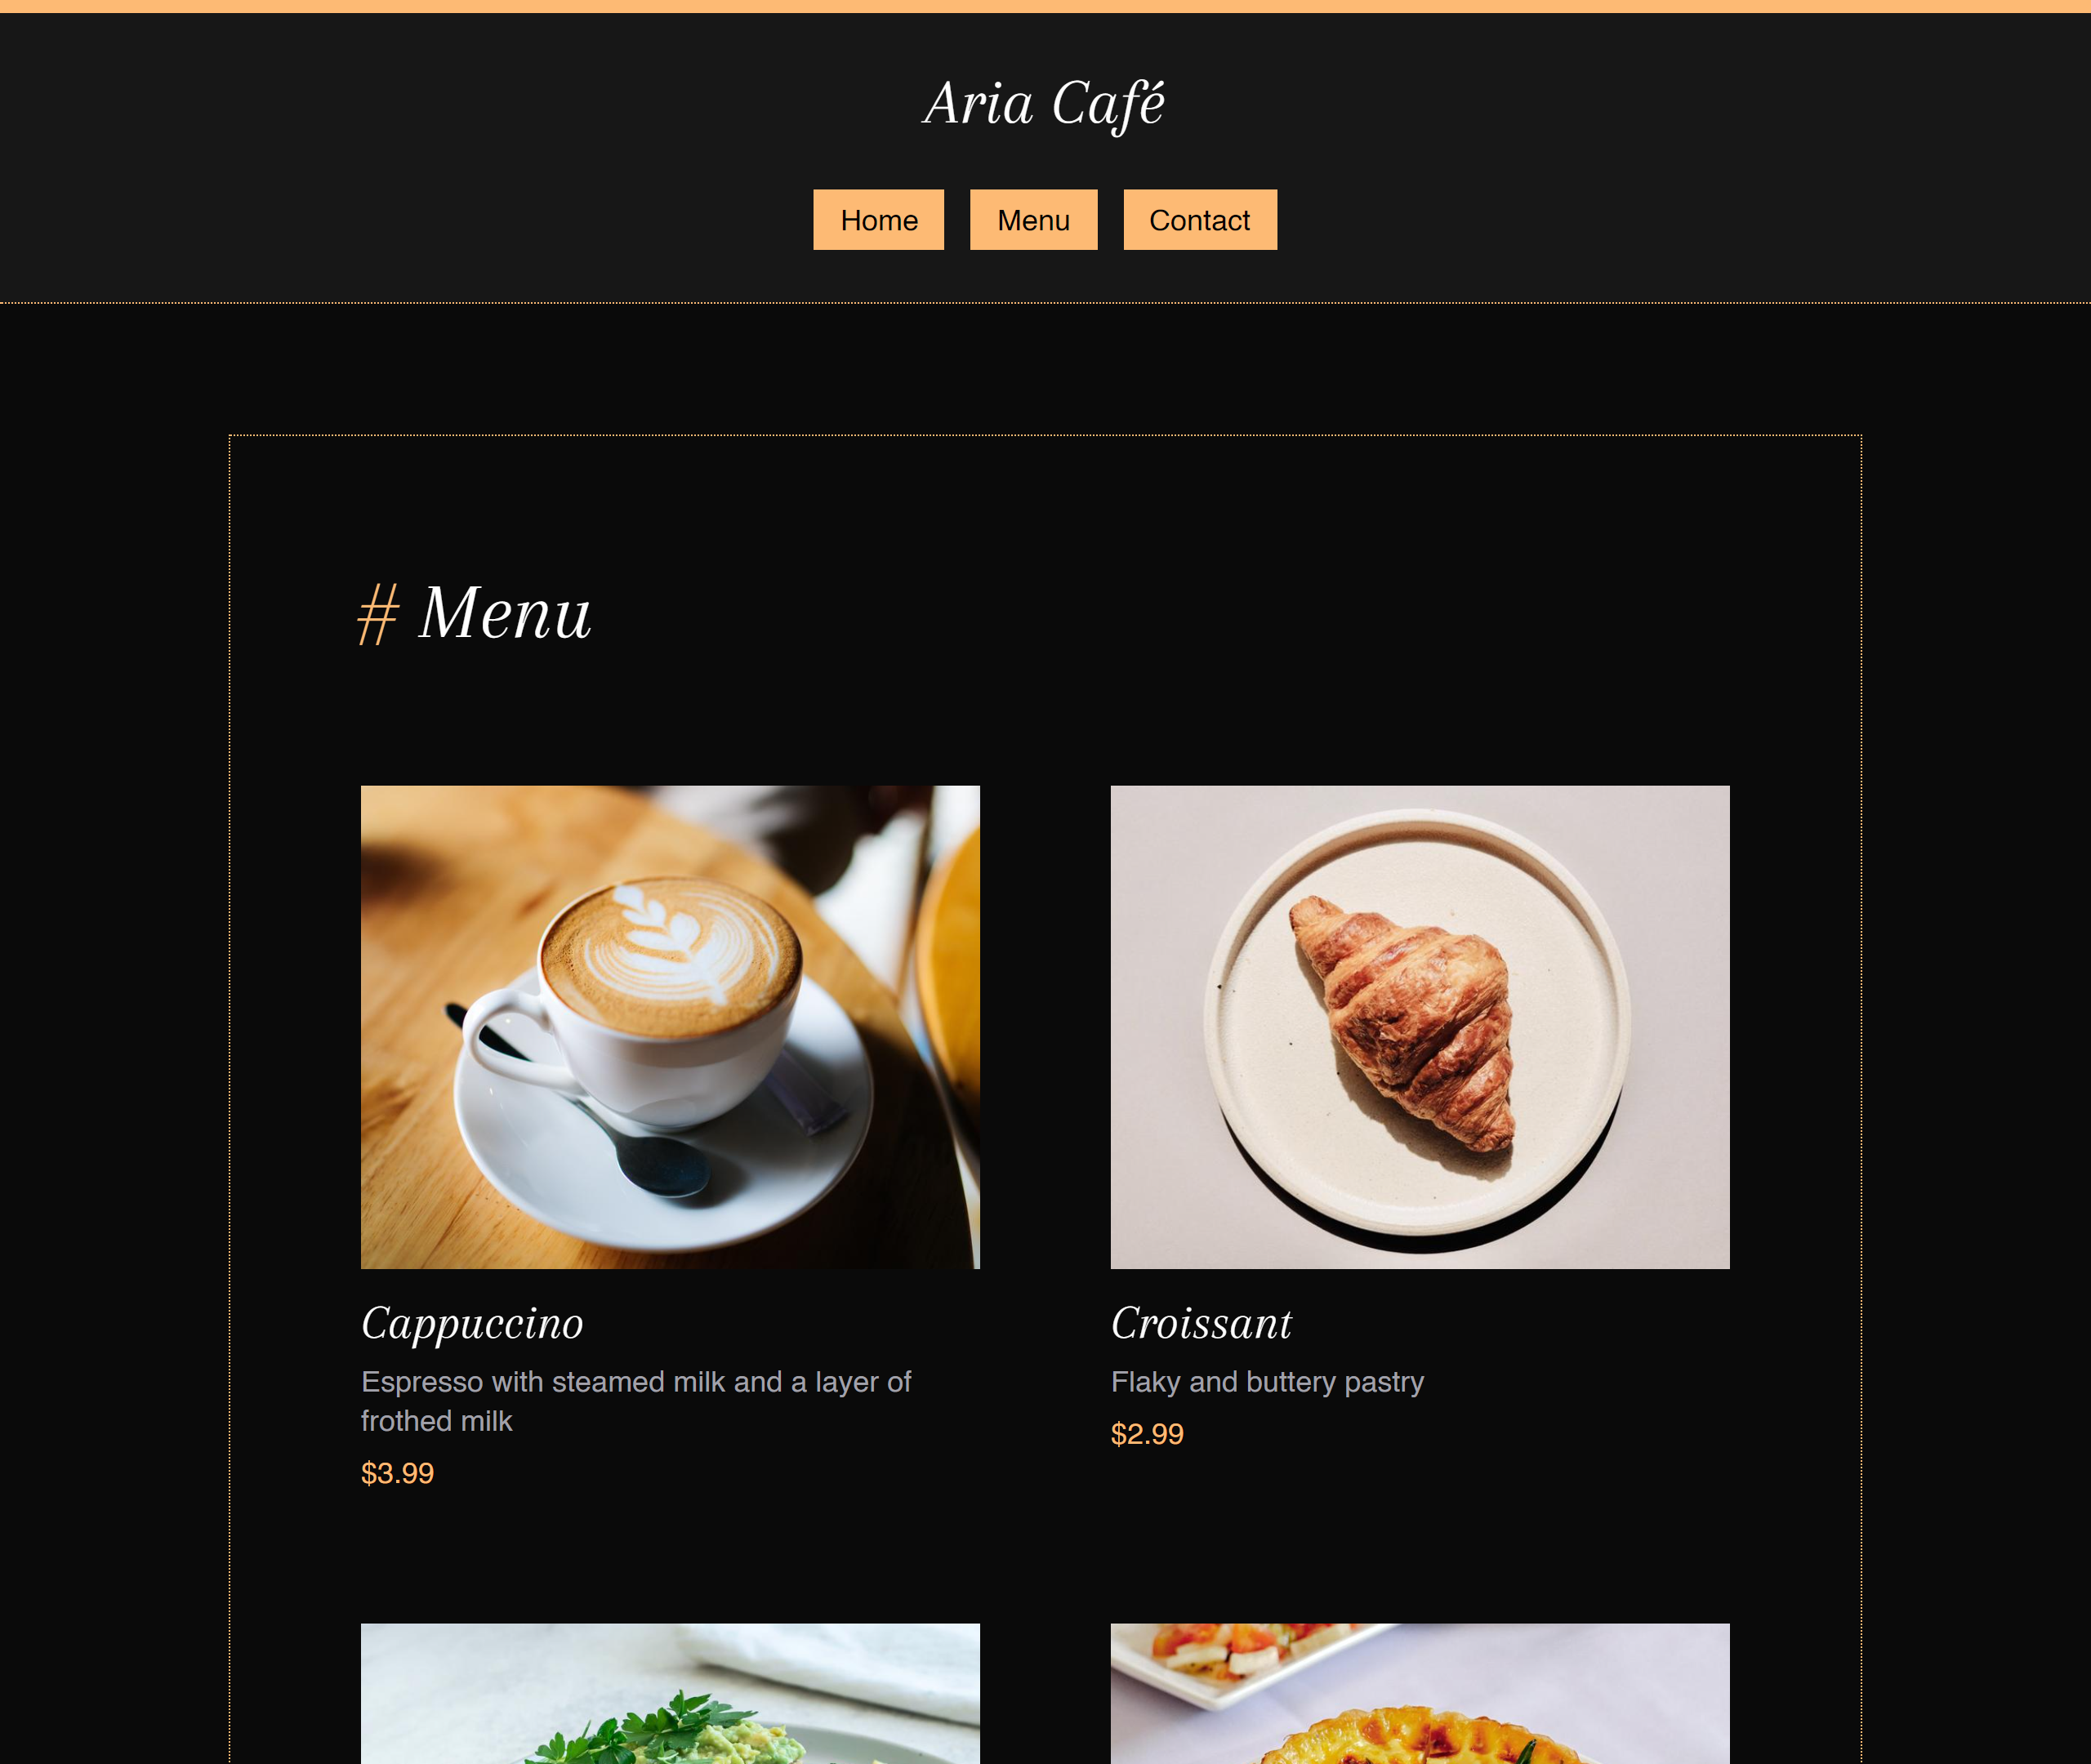 Aria Café
Home
Menu
Contact
# Menu
Cappuccino
Espresso with steamed milk and a layer of
frothed milk
$3.99
Croissant
Flaky and buttery pastry
$2.99